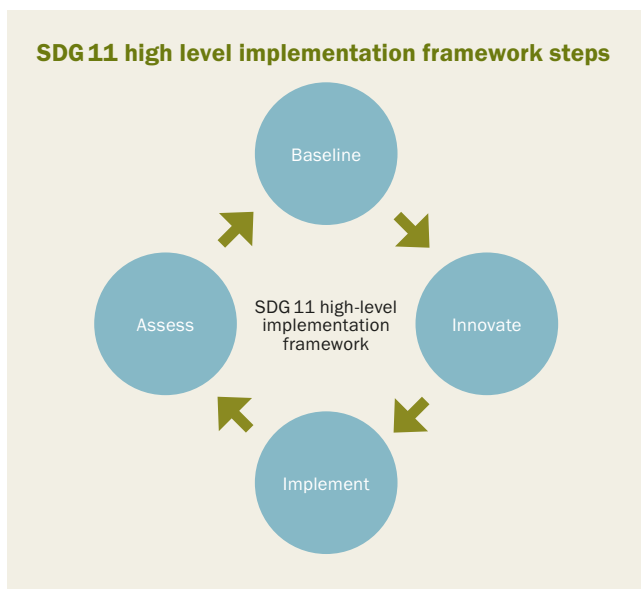 SDG 11 high level implementation framework steps
Baseline
Assess
SDG 11 high-level
implementation
framework
Innovate
Implement